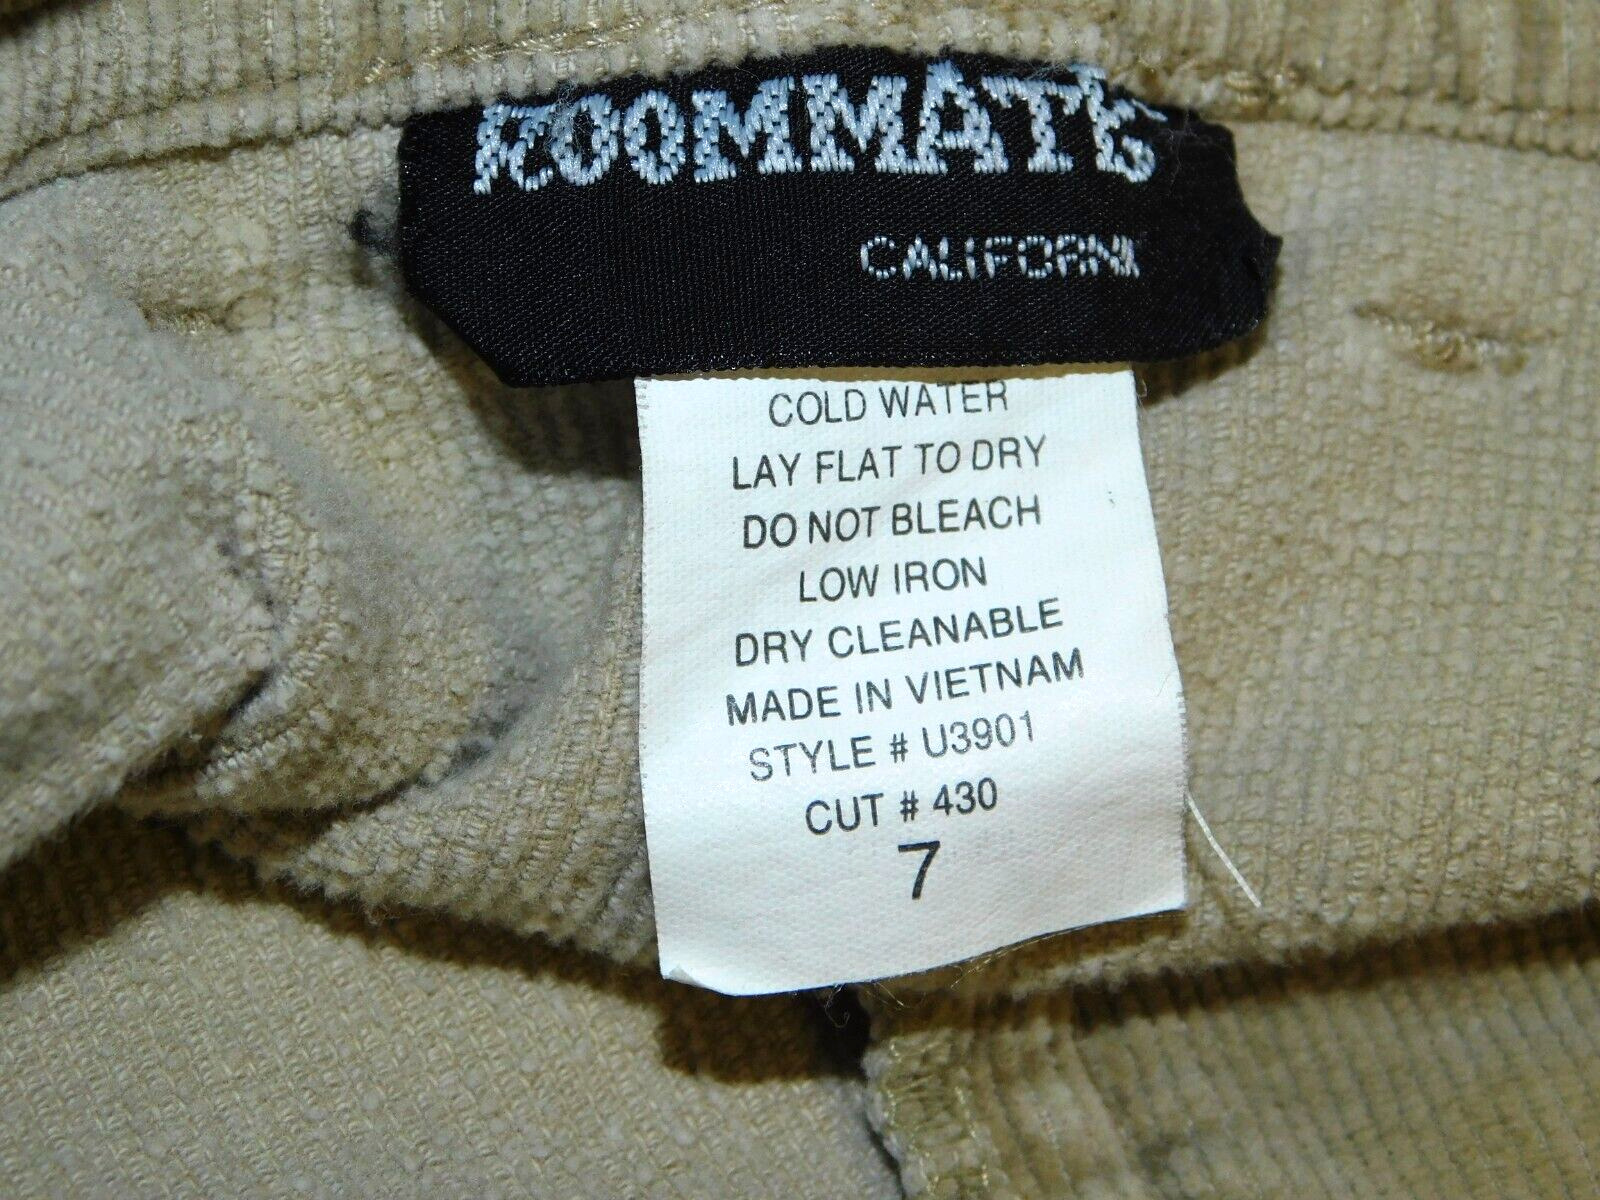 ROOMMATE
CALIFORNIA
COLD WATER
LAY FLAT TO DRY
DO NOT BLEACH
LOW IRON
DRY CLEANABLE
MADE IN VIETNAM
STYLE # U3901
CUT # 430
7